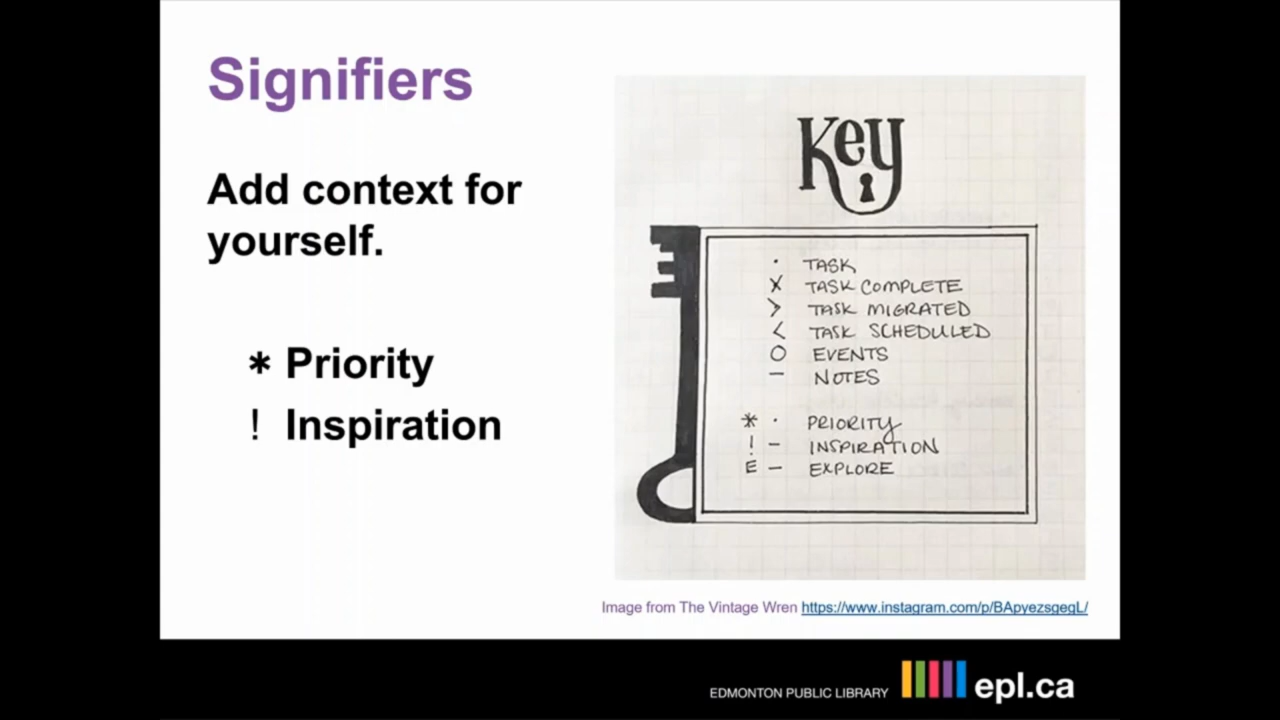 Signifiers
Add context for
yourself.
* Priority
! Inspiration
Key
· TASK
X TASK COMPLETE
> TASK MIGRATED
< TASK SCHEDULED
O EVENTS
– NOTES
* · PRIORITY
! – INSPIRATION
E – EXPLORE
Image from The Vintage Wren https://www.instagram.com/p/BApyezsgegL/
EDMONTON PUBLIC LIBRARY epl.ca